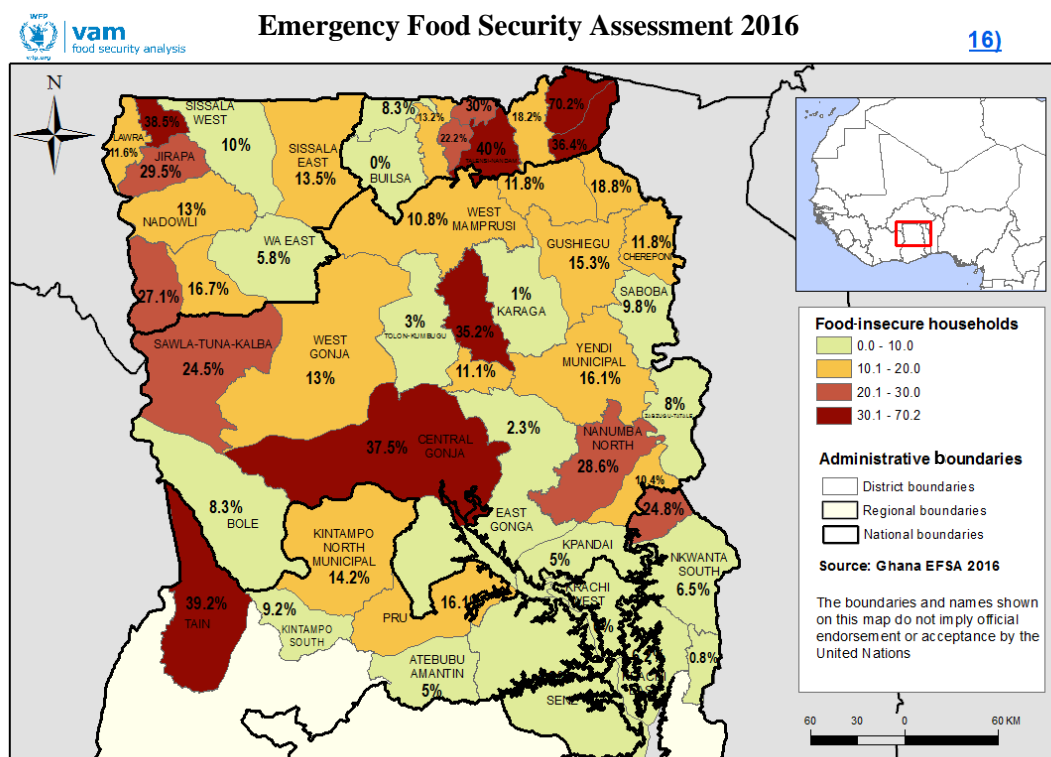 WFP
wfp.org
vam
food security analysis
Emergency Food Security Assessment 2016
16)
N
SISSALA
WEST
10%
38.5%
LAWRA
11.6%
JIRAPA
29.5%
SISSALA
EAST
13.5%
8.3%
0%
BUILSA
13.2%
30%
22.2%
40%
18.2%
70.2%
36.4%
13%
NADOWLI
WA EAST
5.8%
27.1%
16.7%
10.8%
WEST
MAMPRUSI
11.8%
18.8%
GUSHIEGU
15.3%
11.8%
CHEREPONI
1%
KARAGA
SABOBA
9.8%
3%
TOLON-KUMBUGU
35.2%
SAWLA-TUNA-KALBA
24.5%
WEST
GONJA
13%
11.1%
YENDI
MUNICIPAL
16.1%
8%
ZABZUGU-TATALE
37.5%
CENTRAL
GONJA
2.3%
NANUMBA
NORTH
28.6%
10.4%
24.8%
8.3%
BOLE
EAST
GONGA
KINTAMPO
NORTH
MUNICIPAL
14.2%
KPANDAI
5%
NKWANTA
SOUTH
6.5%
KRACHI
WEST
39.2%
TAIN
9.2%
KINTAMPO
SOUTH
PRU
16.1%
ATEBUBU
AMANTIN
5%
0.8%
Food-insecure households
0.0 - 10.0
10.1 - 20.0
20.1 - 30.0
30.1 - 70.2
Administrative boundaries
District boundaries
Regional boundaries
National boundaries
Source: Ghana EFSA 2016
The boundaries and names shown
on this map do not imply official
endorsement or acceptance by the
United Nations
60 30 0 60 KM